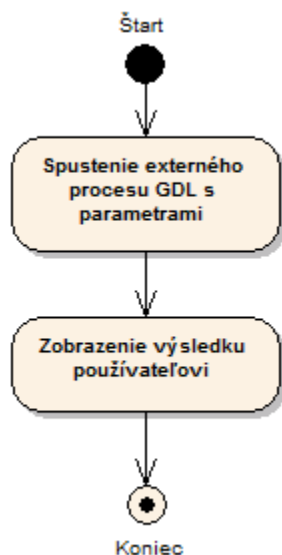 Štart
Spustenie externého
procesu GDL s
parametrami
Zobrazenie výsledku
používateľovi
Koniec